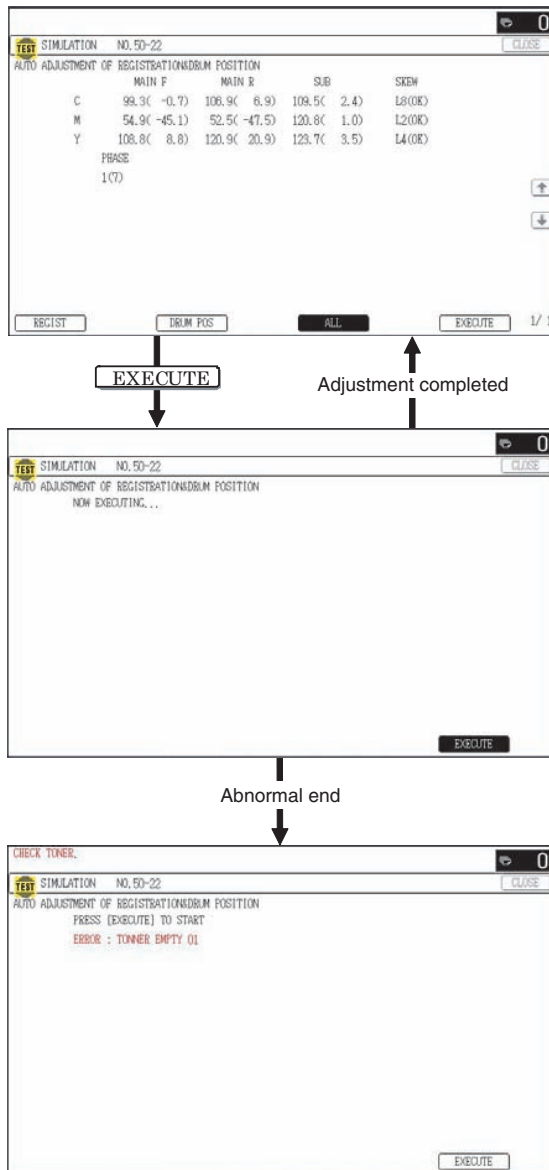 0
TEST SIMULATION NO. 50-22 CLOSE
AUTO ADJUSTMENT OF REGISTRATION&DRUM POSITION
MAIN F MAIN R SUB SKEW
C 99.3( -0.7) 106.9( 6.9) 109.5( 2.4) L8(OK)
M 54.9( -45.1) 52.5( -47.5) 120.8( 1.0) L2(OK)
Y 108.8( 8.8) 120.9( 20.9) 123.7( 3.5) L4(OK)
PHASE
1(7)
REGIST DRUM POS ALL EXECUTE 1/ 1
EXECUTE
Adjustment completed
0
TEST SIMULATION NO. 50-22 CLOSE
AUTO ADJUSTMENT OF REGISTRATION&DRUM POSITION
NOW EXECUTING...
EXECUTE
Abnormal end
CHECK TONER.
0
TEST SIMULATION NO. 50-22 CLOSE
AUTO ADJUSTMENT OF REGISTRATION&DRUM POSITION
PRESS [EXECUTE] TO START
ERROR : TONNER EMPTY 01
EXECUTE